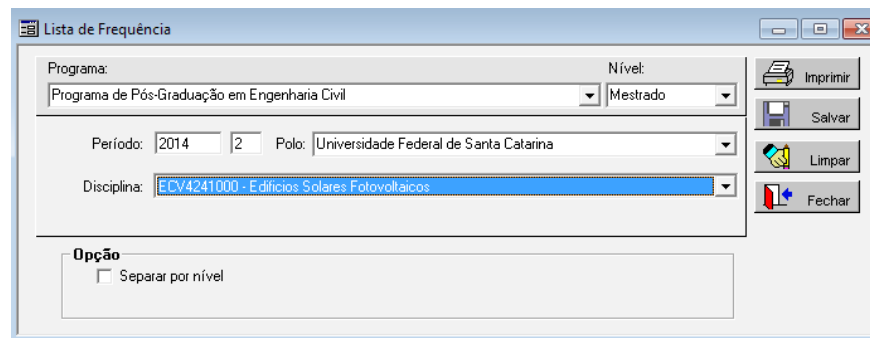 Lista de Frequência
Programa: Nível:
Programa de Pós-Graduação em Engenharia Civil Mestrado
Imprimir
Salvar
Período: 2014 2 Polo: Universidade Federal de Santa Catarina
Limpar
Disciplina: ECV4241000 - Edificios Solares Fotovoltaicos
Fechar
Opção
Separar por nível